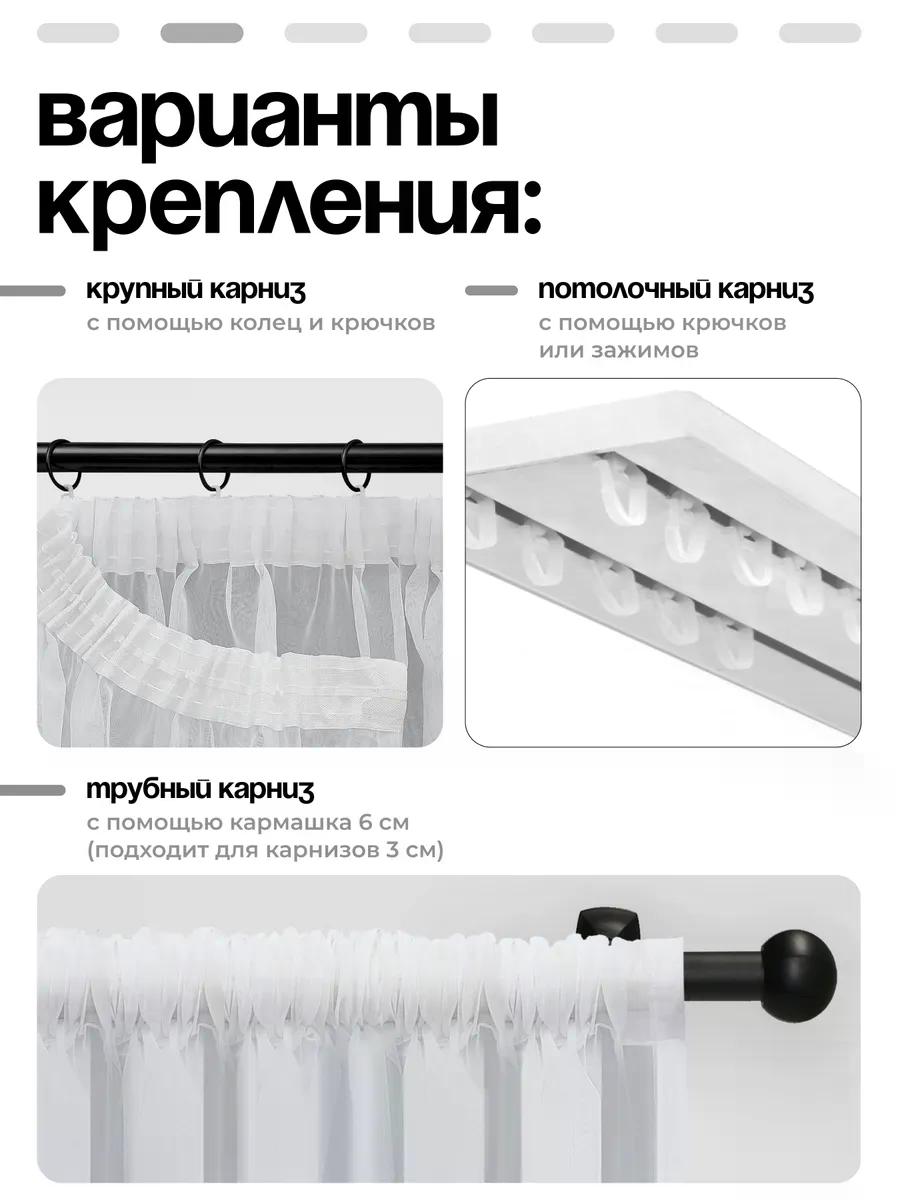 варианты
крепления:
крупный карниз
с помощью колец и крючков
потолочный карниз
с помощью крючков
или зажимов
трубный карниз
с помощью кармашка 6 см
(подходит для карнизов 3 см)